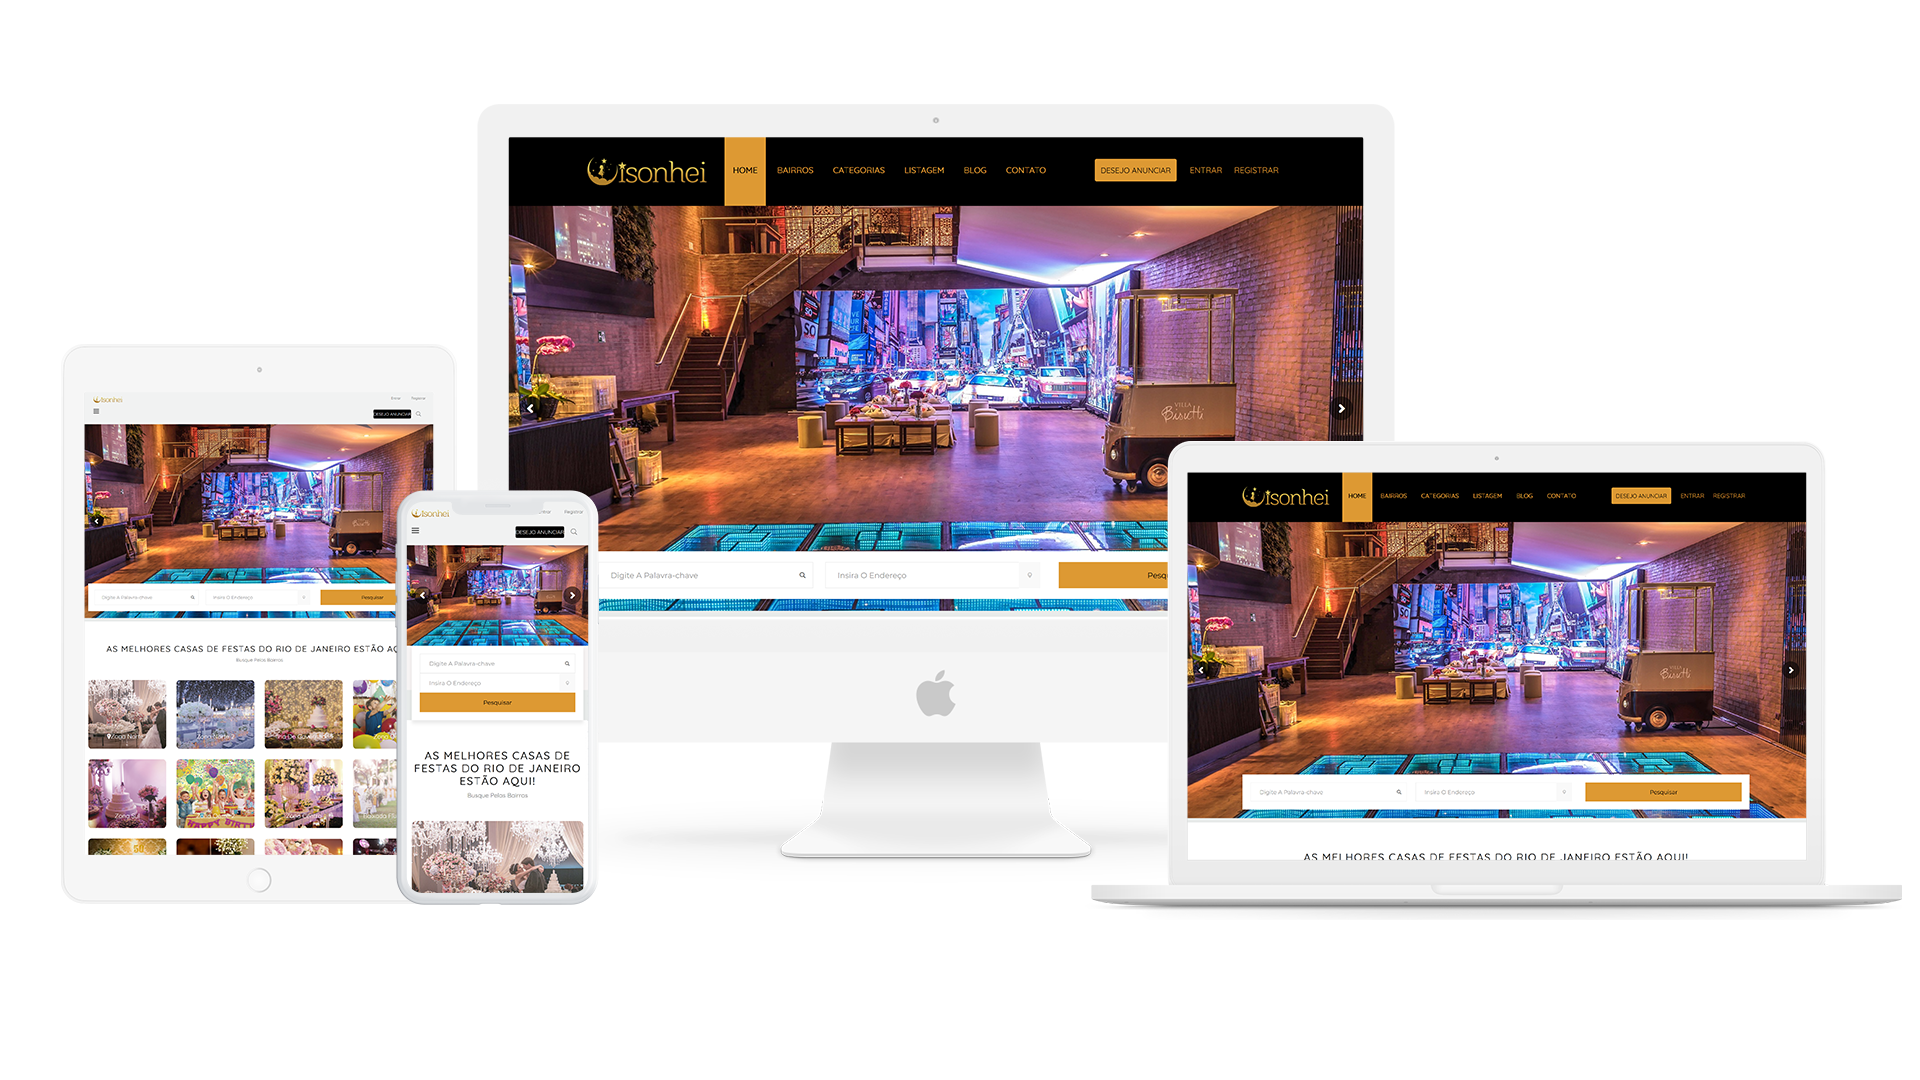 isonhei HOME BAIRROS CATEGORIAS LISTAGEM BLOG CONTATO DESEJO ANUNCIAR ENTRAR REGISTRAR
VILLA
Bisutti
Digite A Palavra-chave Insira O Endereço Pesq
isonhei Entrar Registrar
DESEJO ANUNCIAR
Digite A Palavra-chave Insira O Endereço Pesquisar
AS MELHORES CASAS DE FESTAS DO RIO DE JANEIRO ESTÃO AQ
Busque Pelos Bairros
Zona Norte 2
Zona Sul
isonhei ntrar Registrar
DESEJO ANUNCIAR
Digite A Palavra-chave
Insira O Endereço
Pesquisar
AS MELHORES CASAS DE
FESTAS DO RIO DE JANEIRO
ESTÃO AQUI!
Busque Pelos Bairros
isonhei HOME BAIRROS CATEGORIAS LISTAGEM BLOG CONTATO DESEJO ANUNCIAR ENTRAR REGISTRAR
VILLA
Bisutti
Digite A Palavra-chave Insira O Endereço Pesquisar
AS MELHORES CASAS DE FESTAS DO RIO DE JANEIRO ESTÃO AQUI!